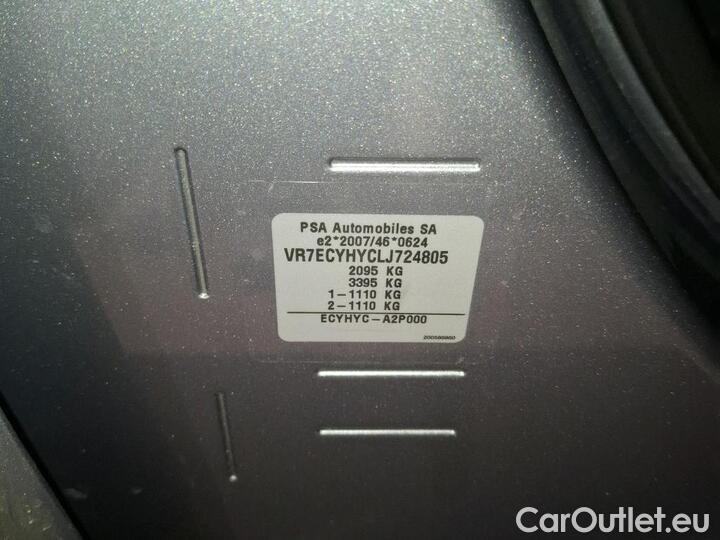 PSA Automobiles SA
e2*2007/46*0624
VR7ECYHYCLJ724805
2095 KG
3395 KG
1-1110 KG
2-1110 KG
ECYHYC-A2P000
CarOutlet.eu